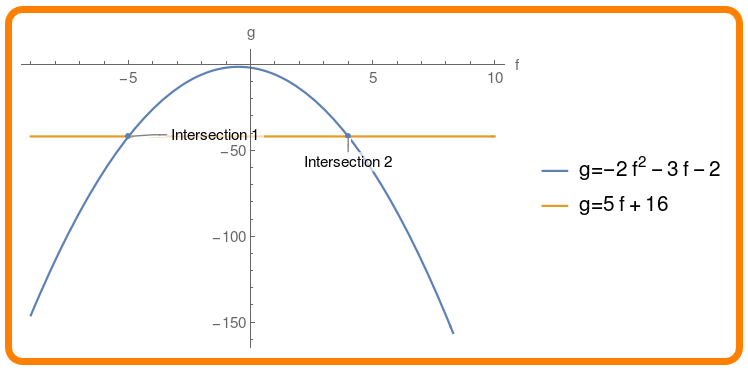 g
f
−5
5
10
Intersection 1
−50
Intersection 2
g=−2 f² − 3 f − 2
g=5 f + 16
−100
−150